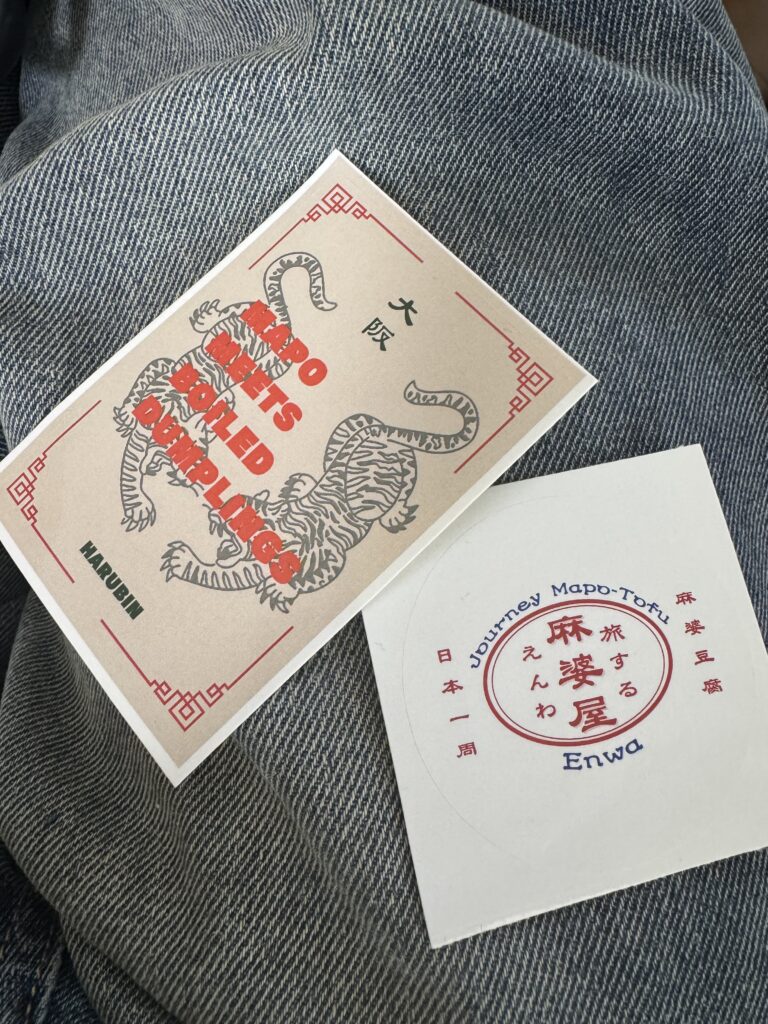 大阪
MAPO
MEETS
BOILED
DUMPLINGS
HARUBIN
Journey Mapo-Tofu
麻婆豆腐
旅する
麻婆屋
えんわ
日本一周
Enwa